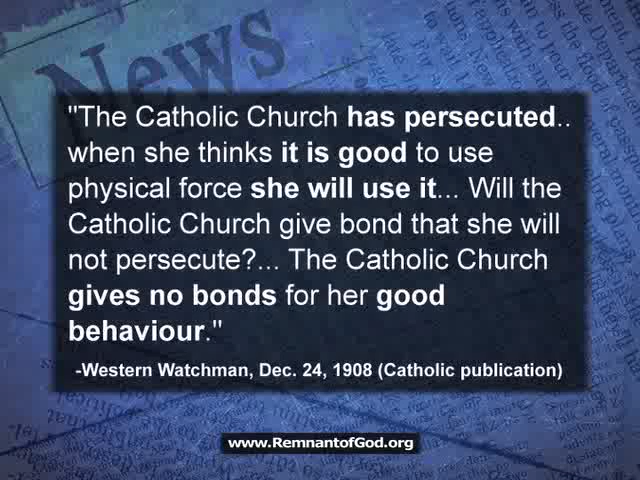 News
"The Catholic Church has persecuted..
when she thinks it is good to use
physical force she will use it... Will the
Catholic Church give bond that she will
not persecute?... The Catholic Church
gives no bonds for her good
behaviour."
-Western Watchman, Dec. 24, 1908 (Catholic publication)
www.RemnantofGod.org